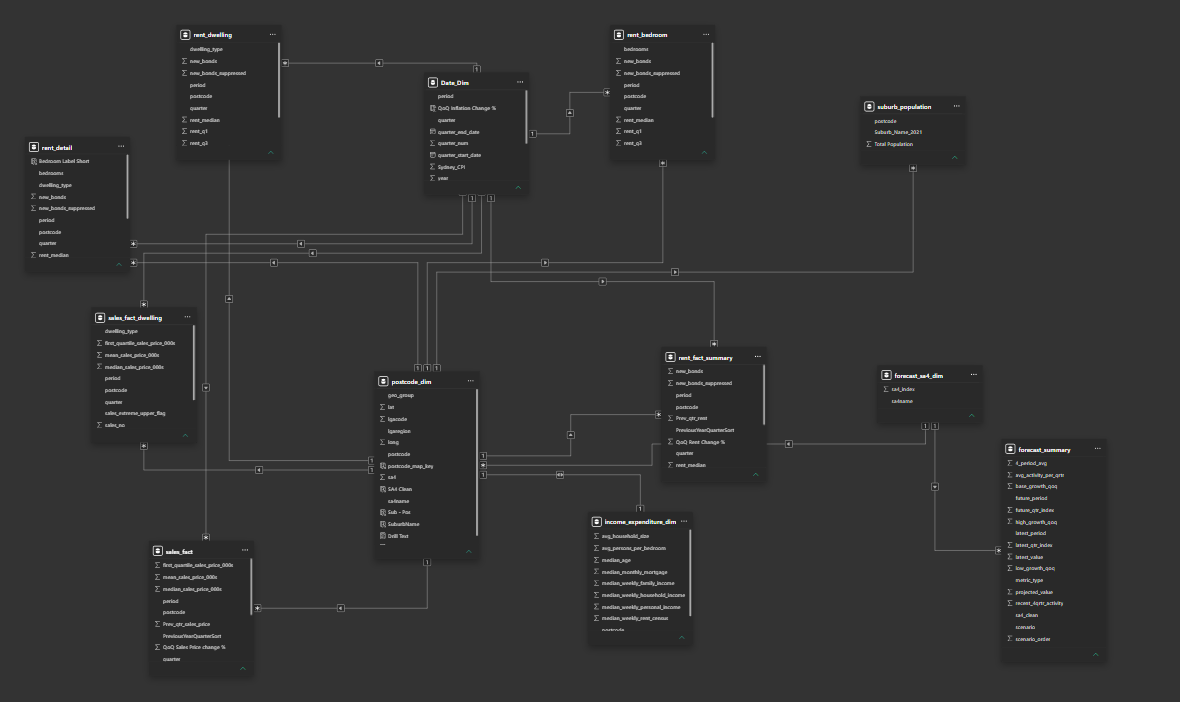 rent_dwelling
dwelling_type
new_bonds
new_bonds_suppressed
period
postcode
quarter
rent_median
rent_q1
rent_q3
rent_bedroom
bedrooms
new_bonds
new_bonds_suppressed
period
postcode
quarter
rent_median
rent_q1
rent_q3
Date_Dim
period
QoQ Inflation Change %
quarter
quarter_end_date
quarter_num
quarter_start_date
Sydney_CPI
year
suburb_population
postcode
Suburb_Name_2021
Total Population
rent_detail
Bedroom Label Short
bedrooms
dwelling_type
new_bonds
new_bonds_suppressed
period
postcode
quarter
rent_median
sales_fact_dwelling
dwelling_type
first_quartile_sales_price_000s
mean_sales_price_000s
median_sales_price_000s
period
postcode
quarter
sales_extreme_upper_flag
sales_no
postcode_dim
geo_group
lat
lgacode
lgaregion
long
postcode
postcode_map_key
sa4
SA4 Clean
sa4name
Sub - Pos
SuburbName
Drill Text
rent_fact_summary
new_bonds
new_bonds_suppressed
period
postcode
Prev_qtr_rent
PreviousYearQuarterSort
QoQ Rent Change %
quarter
rent_median
forecast_sa4_dim
sa4_index
sa4name
forecast_summary
4_period_avg
avg_activity_per_qrtr
base_growth_qoq
future_period
future_qtr_index
high_growth_qoq
latest_period
latest_qtr_index
latest_value
low_growth_qoq
metric_type
projected_value
recent_4qrtr_activity
sa4_clean
scenario
scenario_order
income_expenditure_dim
avg_household_size
avg_persons_per_bedroom
median_age
median_monthly_mortgage
median_weekly_family_income
median_weekly_household_income
median_weekly_personal_income
median_weekly_rent_census
postcode
sales_fact
first_quartile_sales_price_000s
mean_sales_price_000s
median_sales_price_000s
period
postcode
Prev_qtr_sales_price
PreviousYearQuarterSort
QoQ Sales Price change %
quarter